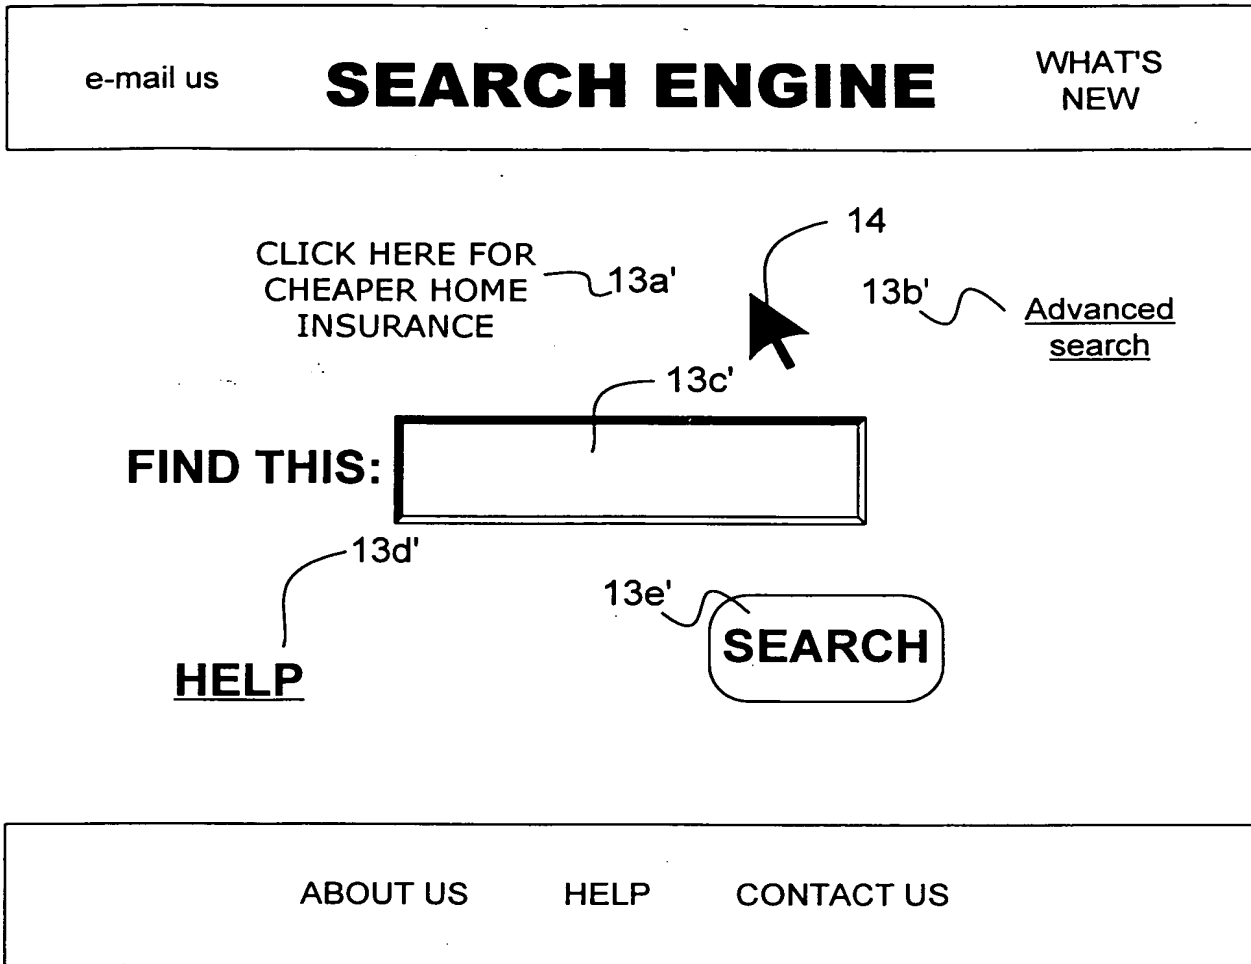 e-mail us
SEARCH ENGINE
WHAT'S
NEW
14
CLICK HERE FOR
CHEAPER HOME
INSURANCE
13a'
13b'
Advanced
search
13c'
FIND THIS:
13d'
13e'
SEARCH
HELP
ABOUT US
HELP
CONTACT US